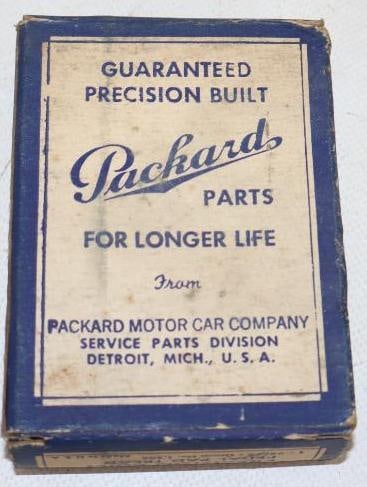 GUARANTEED
PRECISION BUILT
Packard
PARTS
FOR LONGER LIFE
From
PACKARD MOTOR CAR COMPANY
SERVICE PARTS DIVISION
DETROIT, MICH., U. S. A.